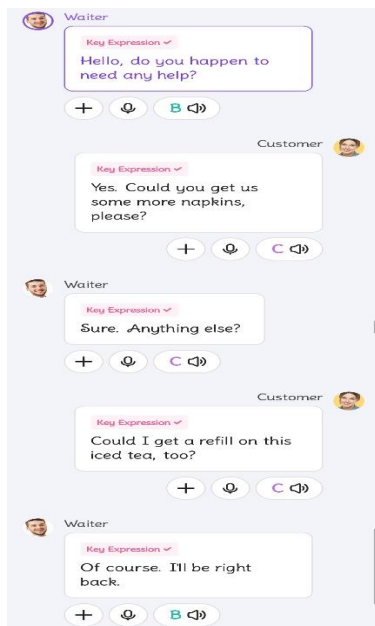 Waiter
Key Expression ✓
Hello, do you happen to
need any help?
B
Customer
Key Expression ✓
Yes. Could you get us
some more napkins,
please?
C
Waiter
Key Expression ✓
Sure. Anything else?
C
Customer
Key Expression ✓
Could I get a refill on this
iced tea, too?
C
Waiter
Key Expression ✓
Of course. I'll be right
back.
B